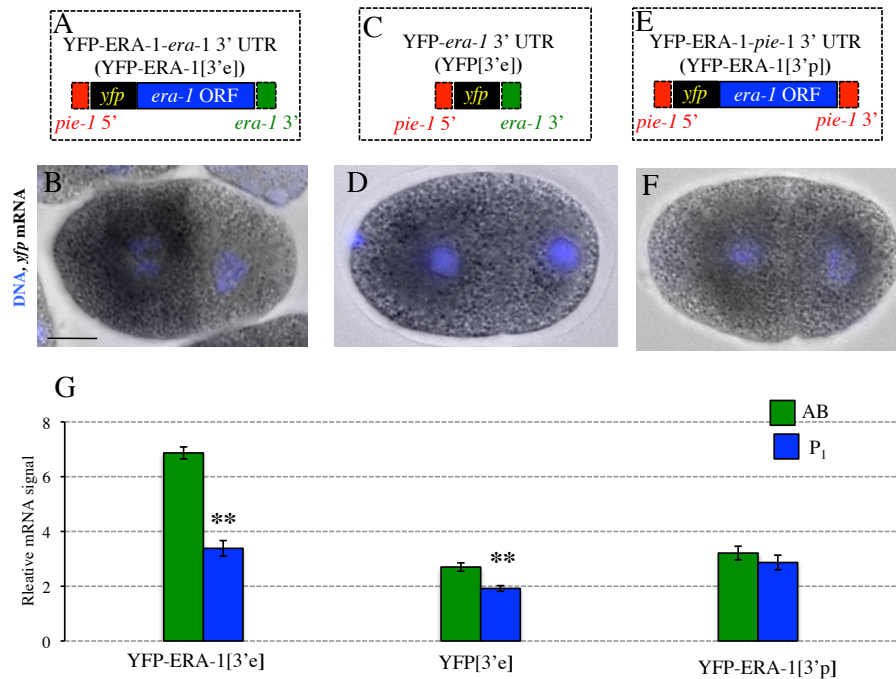 A
YFP-ERA-1-era-1 3’ UTR
(YFP-ERA-1[3’e])
yfp era-1 ORF
pie-1 5’ era-1 3’
C
YFP-era-1 3’ UTR
(YFP[3’e])
yfp
pie-1 5’ era-1 3’
E
YFP-ERA-1-pie-1 3’ UTR
(YFP-ERA-1[3’p])
yfp era-1 ORF
pie-1 5’ pie-1 3’
DNA, yfp mRNA
B
D
F
G
Rleative mRNA signal
8
6
4
2
0
**
**
AB
P₁
YFP-ERA-1[3’e]
YFP[3’e]
YFP-ERA-1[3’p]